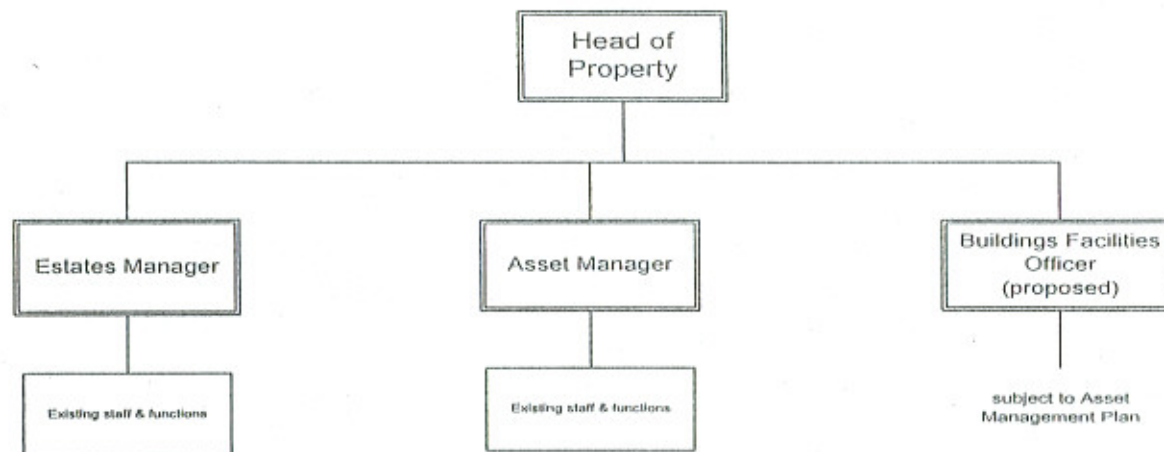 Head of
Property
Estates Manager
Asset Manager
Buildings Facilities
Officer
(proposed)
Existing staff & functions
Existing staff & functions
subject to Asset
Management Plan